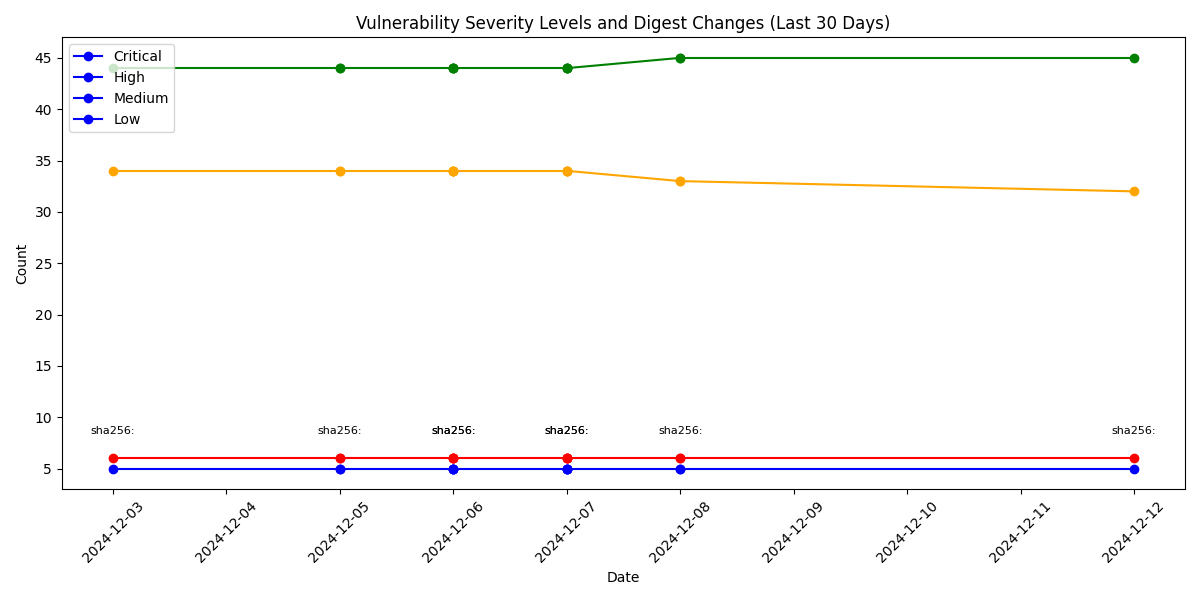 Vulnerability Severity Levels and Digest Changes (Last 30 Days)
Critical
High
Medium
Low
45
40
35
30
25
20
15
10
5
Count
sha256:
sha256:
sha256:
sha256:
sha256:
sha256:
2024-12-03
2024-12-04
2024-12-05
2024-12-06
2024-12-07
2024-12-08
2024-12-09
2024-12-10
2024-12-11
2024-12-12
Date